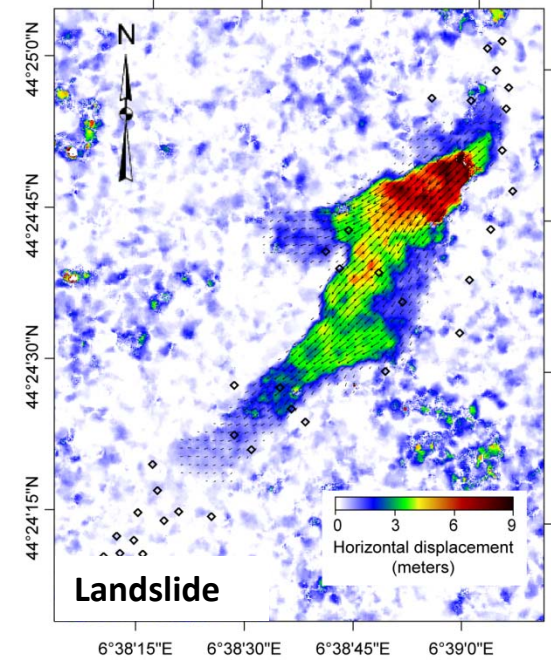 44°25'0"N
N
44°24'45"N
44°24'30"N
44°24'15"N
0 3 6 9
Horizontal displacement
(meters)
Landslide
6°38'15"E 6°38'30"E 6°38'45"E 6°39'0"E